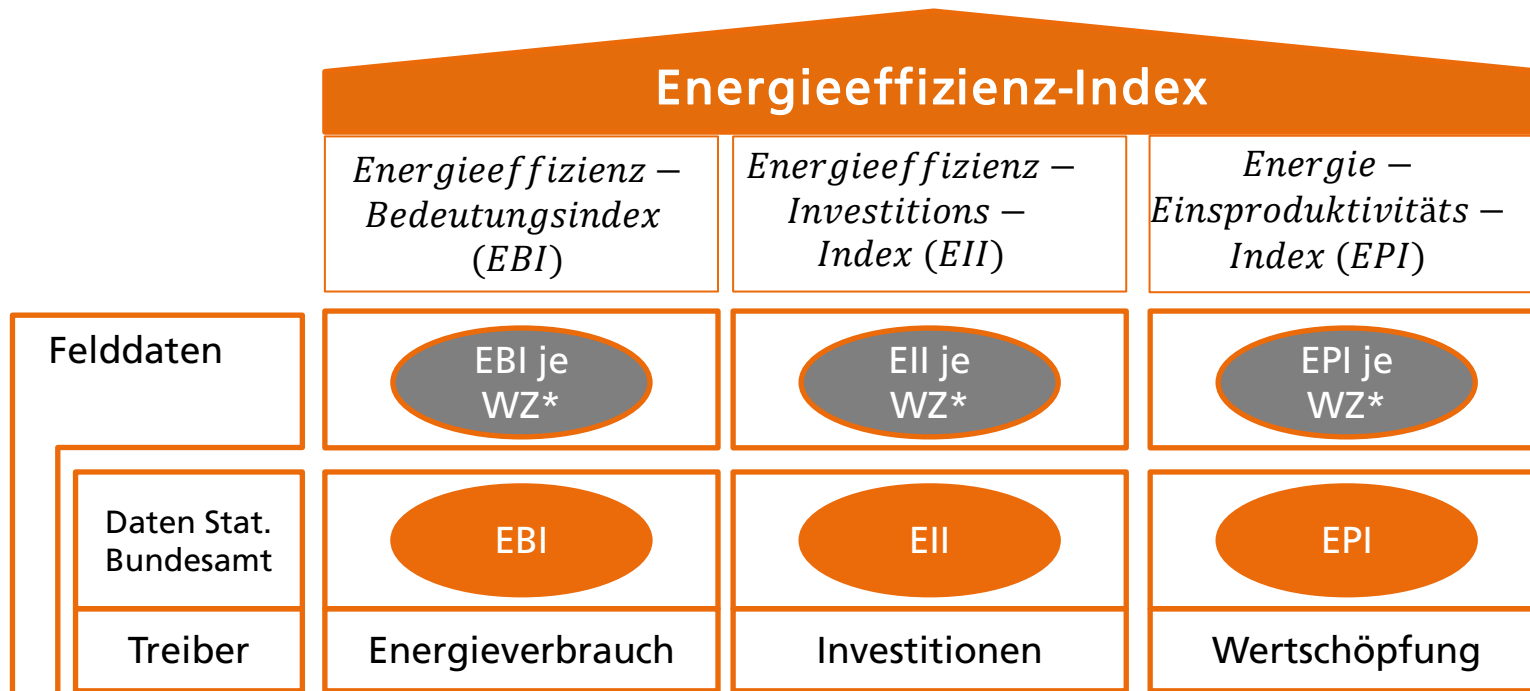 Energieeffizienz-Index
Energieeffizienz −
Bedeutungsindex
(EBI)
Energieeffizienz −
Investitions −
Index (EII)
Energie −
Einsproduktivitäts −
Index (EPI)
Felddaten
EBI je
WZ*
EII je
WZ*
EPI je
WZ*
Daten Stat.
Bundesamt
EBI
EII
EPI
Treiber
Energieverbrauch
Investitionen
Wertschöpfung